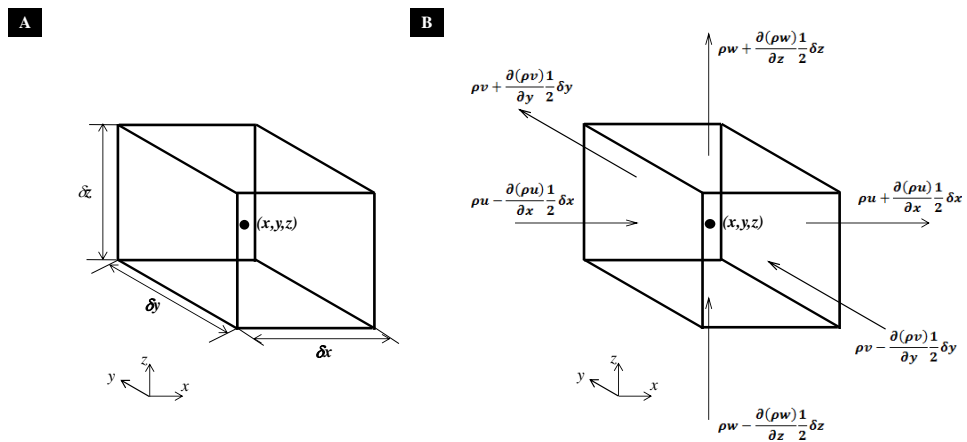 A
B
δz
(x,y,z)
δy
δx
z
y
x
ρw + ∂(ρw)/∂z 1/2 δz
ρv + ∂(ρv)/∂y 1/2 δy
ρu − ∂(ρu)/∂x 1/2 δx
ρu + ∂(ρu)/∂x 1/2 δx
(x,y,z)
ρv − ∂(ρv)/∂y 1/2 δy
z
y
x
ρw − ∂(ρw)/∂z 1/2 δz